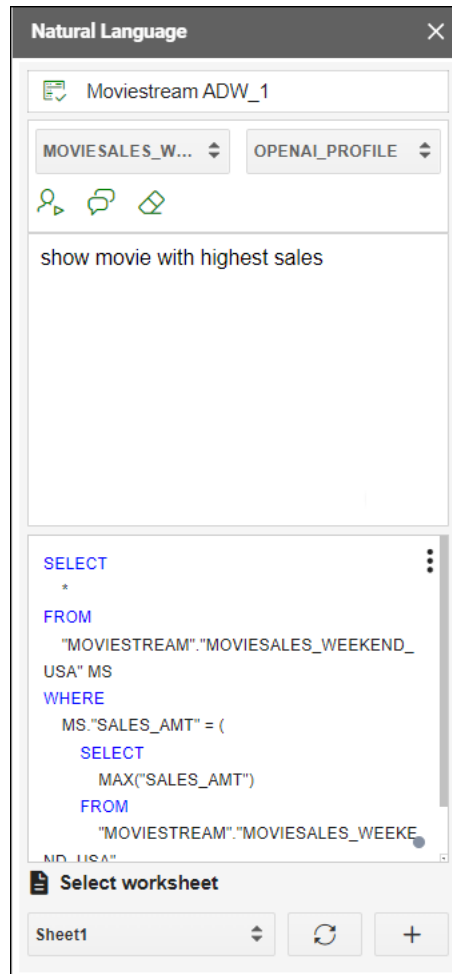 Natural Language
Moviestream ADW_1
MOVIESALES_W... OPENAI_PROFILE
show movie with highest sales
SELECT
*
FROM
"MOVIESTREAM"."MOVIESALES_WEEKEND_
USA" MS
WHERE
MS."SALES_AMT" = (
SELECT
MAX("SALES_AMT")
FROM
"MOVIESTREAM"."MOVIESALES_WEEKE
ND_USA"
Select worksheet
Sheet1